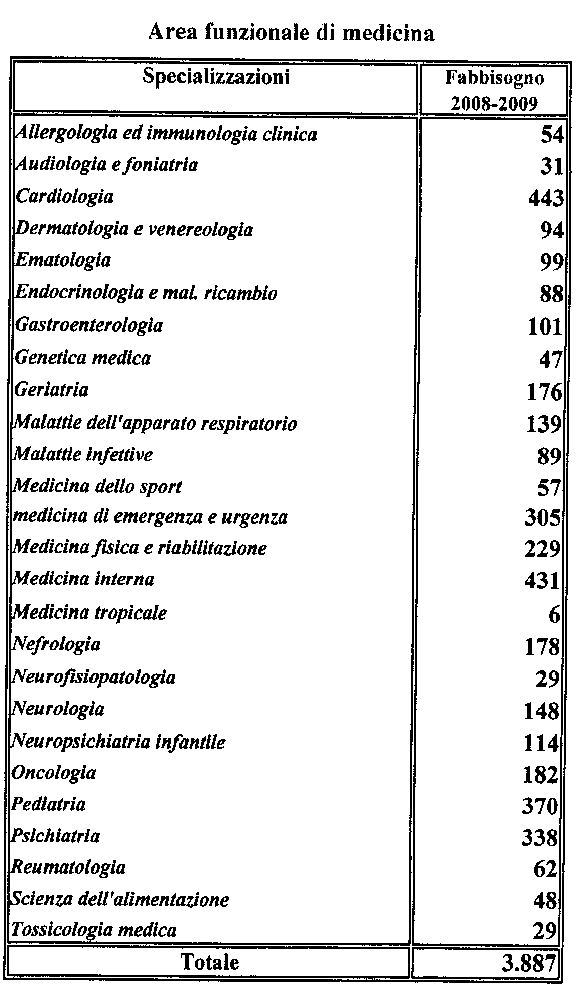 Area funzionale di medicina
Specializzazioni Fabbisogno
2008-2009
Allergologia ed immunologia clinica 54
Audiologia e foniatria 31
Cardiologia 443
Dermatologia e venereologia 94
Ematologia 99
Endocrinologia e mal. ricambio 88
Gastroenterologia 101
Genetica medica 47
Geriatria 176
Malattie dell'apparato respiratorio 139
Malattie infettive 89
Medicina dello sport 57
medicina di emergenza e urgenza 305
Medicina fisica e riabilitazione 229
Medicina interna 431
Medicina tropicale 6
Nefrologia 178
Neurofisiopatologia 29
Neurologia 148
Neuropsichiatria infantile 114
Oncologia 182
Pediatria 370
Psichiatria 338
Reumatologia 62
Scienza dell'alimentazione 48
Tossicologia medica 29
Totale 3.887